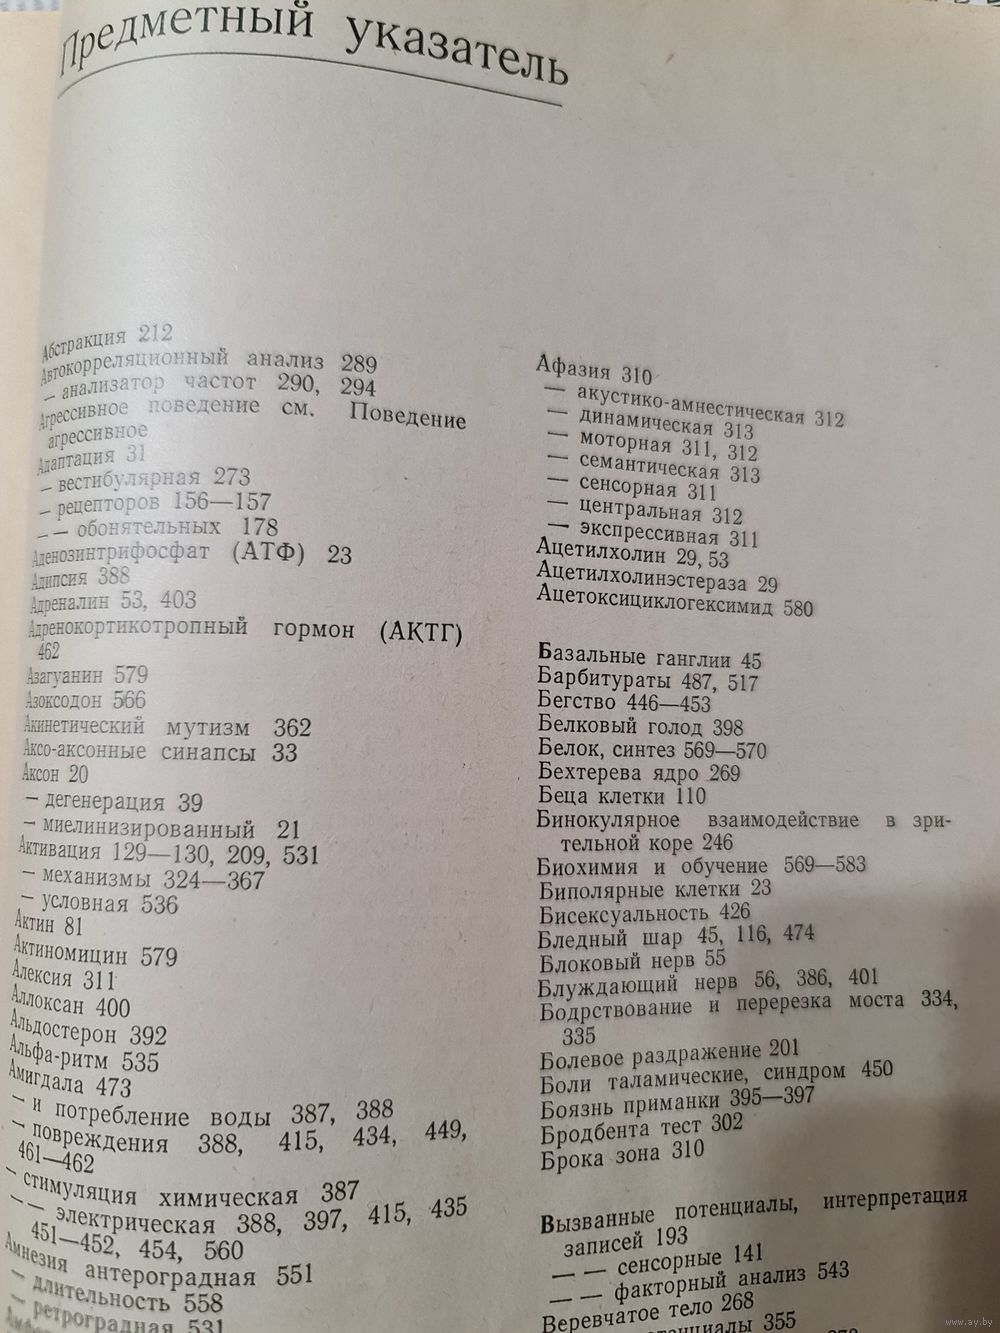 Предметный указатель
Абстракция 212
Автокорреляционный анализ 289
— анализатор частот 290, 294
Агрессивное поведение см. Поведение
агрессивное
Адаптация 31
— вестибулярная 273
— рецепторов 156—157
— — обонятельных 178
Аденозинтрифосфат (АТФ) 23
Адипсия 388
Адреналин 53, 403
Адренокортикотропный гормон (АКТГ)
462
Азагуанин 579
Азоксодон 566
Акинетический мутизм 362
Аксо-аксонные синапсы 33
Аксон 20
— дегенерация 39
— миелинизированный 21
Активация 129—130, 209, 531
— механизмы 324—367
— условная 536
Актин 81
Актиномицин 579
Алексия 311
Аллоксан 400
Альдостерон 392
Альфа-ритм 535
Амигдала 473
— и потребление воды 387, 388
— повреждения 388, 415, 434, 449,
461—462
— стимуляция химическая 387
— — электрическая 388, 397, 415, 435
451—452, 454, 560
Амнезия антероградная 551
— длительность 558
— ретроградная 531
Афазия 310
— акустико-амнестическая 312
— динамическая 313
— моторная 311, 312
— семантическая 313
— сенсорная 311
— центральная 312
— экспрессивная 311
Ацетилхолин 29, 53
Ацетилхолинэстераза 29
Ацетоксициклогексимид 580
Базальные ганглии 45
Барбитураты 487, 517
Бегство 446—453
Белковый голод 398
Белок, синтез 569—570
Бехтерева ядро 269
Беца клетки 110
Бинокулярное взаимодействие в зри-
тельной коре 246
Биохимия и обучение 569—583
Биполярные клетки 23
Бисексуальность 426
Бледный шар 45, 116, 474
Блоковый нерв 55
Блуждающий нерв 56, 386, 401
Бодрствование и перерезка моста 334,
335
Болевое раздражение 201
Боли таламические, синдром 450
Боязнь приманки 395—397
Бродбента тест 302
Брока зона 310
Вызванные потенциалы, интерпретация
записей 193
— — сенсорные 141
— — факторный анализ 543
Веревчатое тело 268
355
www.ay.by